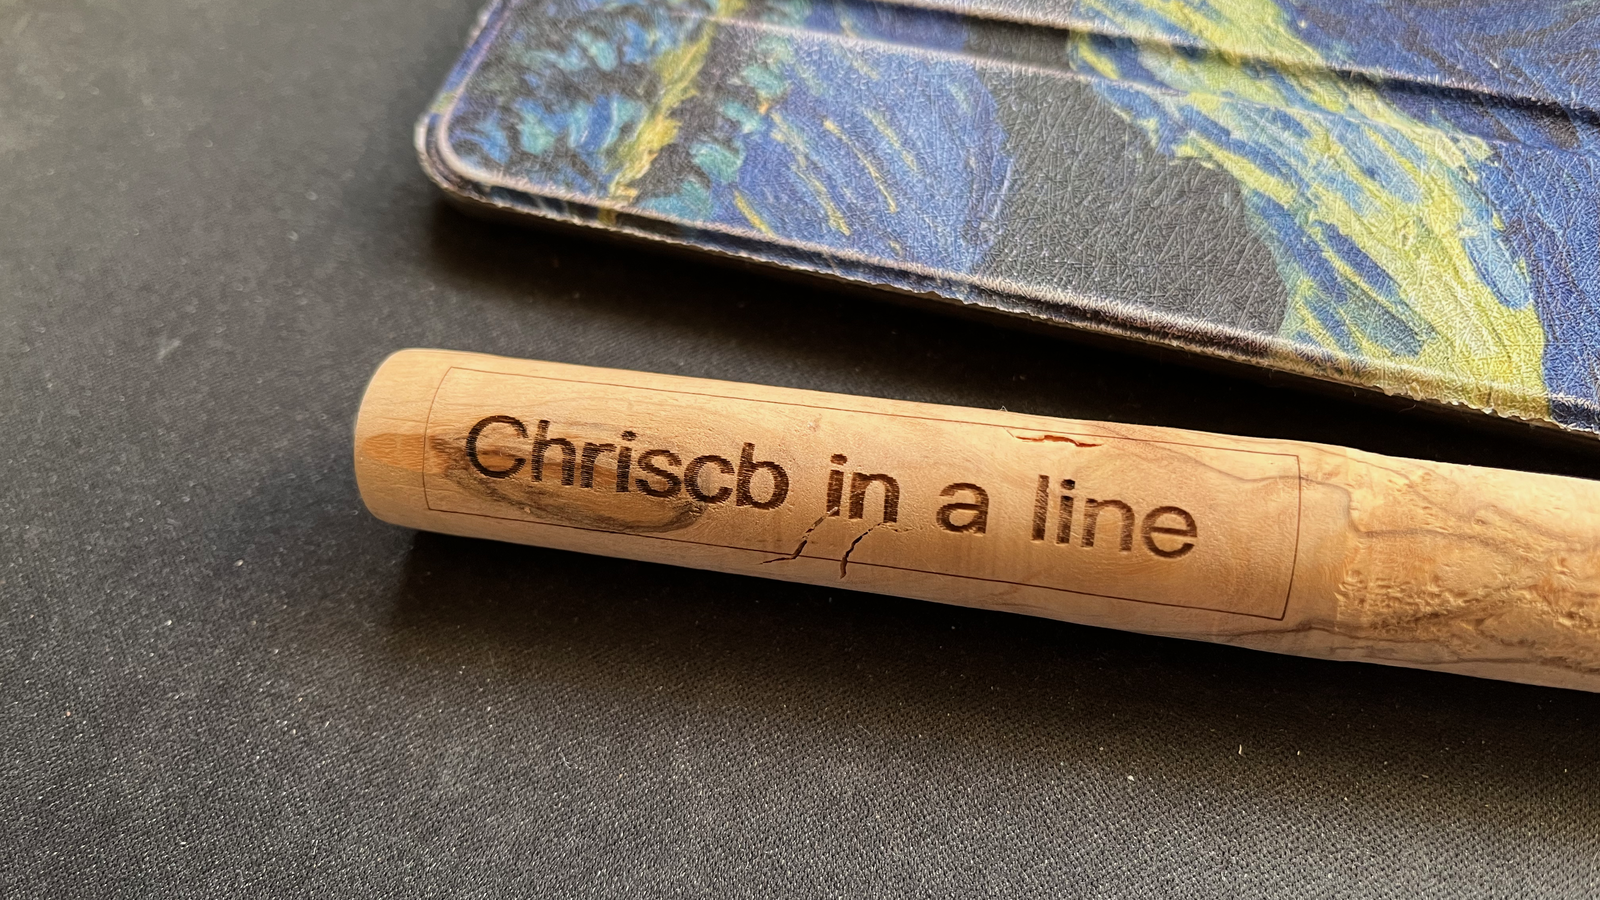 Chriscb in a line